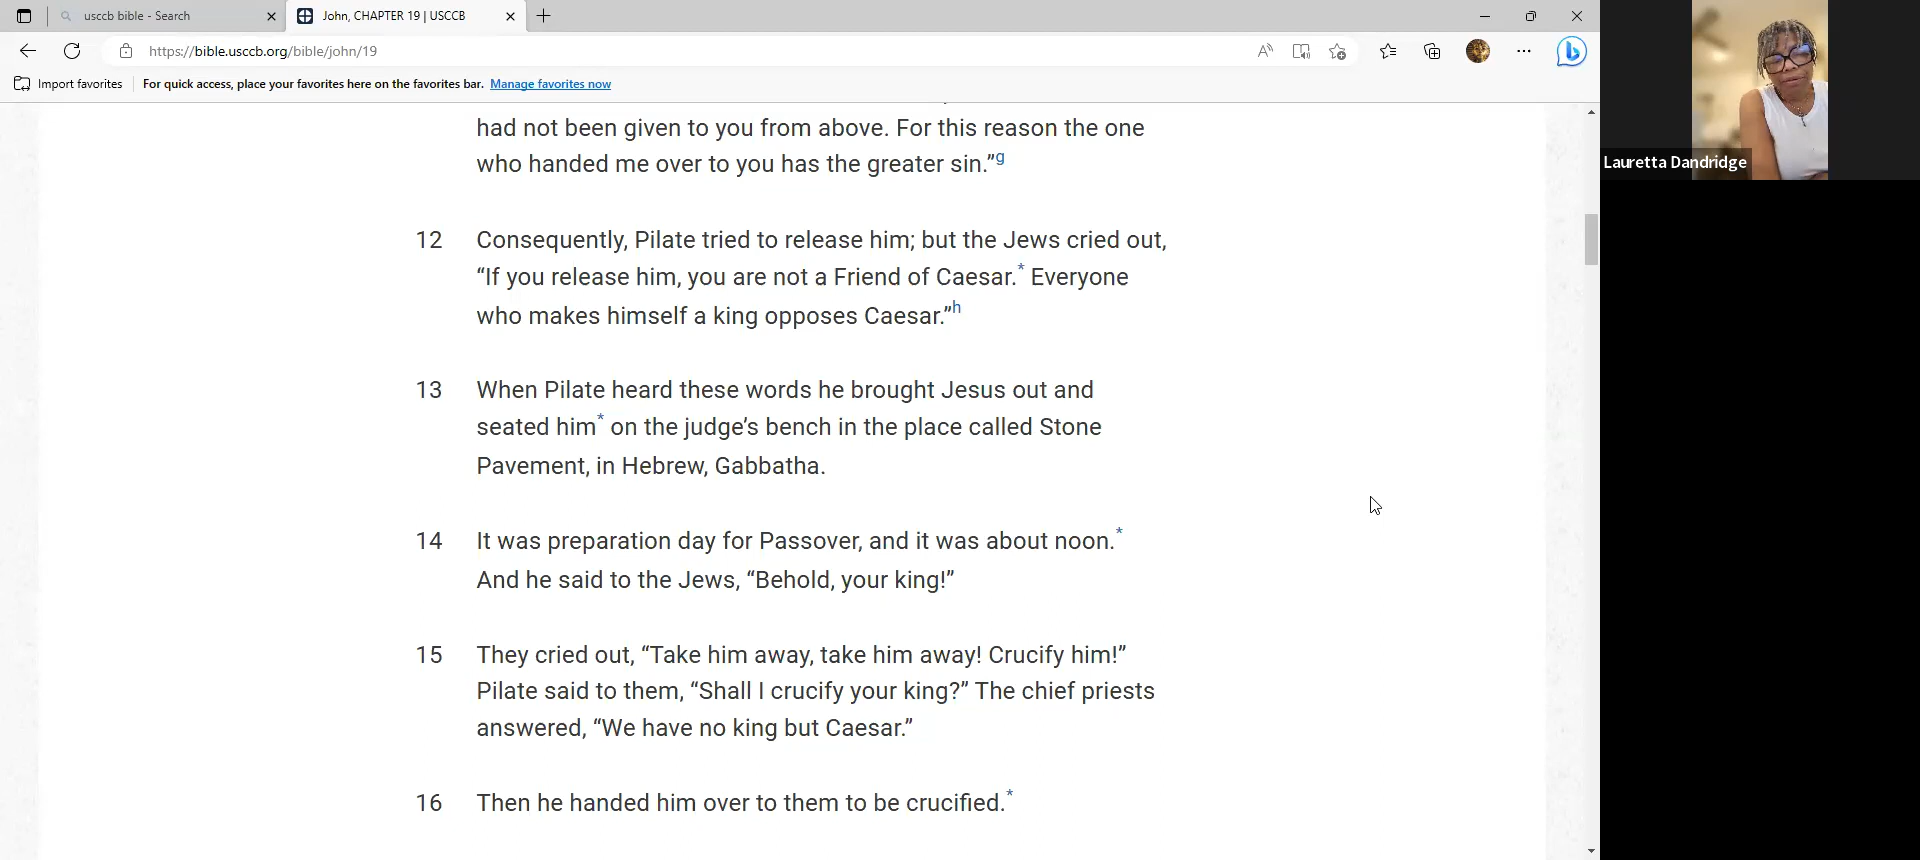 usccb bible - Search
John, CHAPTER 19 | USCCB
https://bible.usccb.org/bible/john/19
Import favorites
For quick access, place your favorites here on the favorites bar. Manage favorites now
had not been given to you from above. For this reason the one
who handed me over to you has the greater sin.”g
12 Consequently, Pilate tried to release him; but the Jews cried out,
“If you release him, you are not a Friend of Caesar.* Everyone
who makes himself a king opposes Caesar.”h
13 When Pilate heard these words he brought Jesus out and
seated him* on the judge’s bench in the place called Stone
Pavement, in Hebrew, Gabbatha.
14 It was preparation day for Passover, and it was about noon.*
And he said to the Jews, “Behold, your king!”
15 They cried out, “Take him away, take him away! Crucify him!”
Pilate said to them, “Shall I crucify your king?” The chief priests
answered, “We have no king but Caesar.”
16 Then he handed him over to them to be crucified.*
Lauretta Dandridge